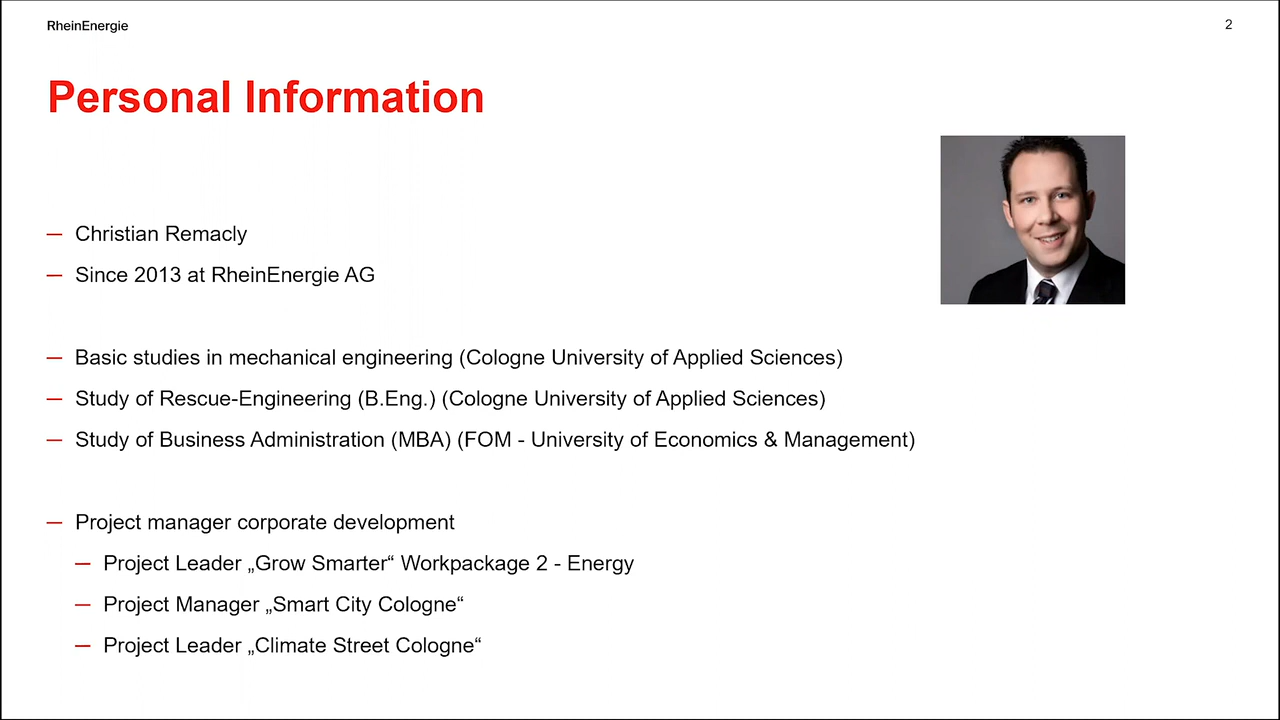 RheinEnergie
2
Personal Information
— Christian Remacly
— Since 2013 at RheinEnergie AG
— Basic studies in mechanical engineering (Cologne University of Applied Sciences)
— Study of Rescue-Engineering (B.Eng.) (Cologne University of Applied Sciences)
— Study of Business Administration (MBA) (FOM - University of Economics & Management)
— Project manager corporate development
— Project Leader „Grow Smarter“ Workpackage 2 - Energy
— Project Manager „Smart City Cologne“
— Project Leader „Climate Street Cologne“